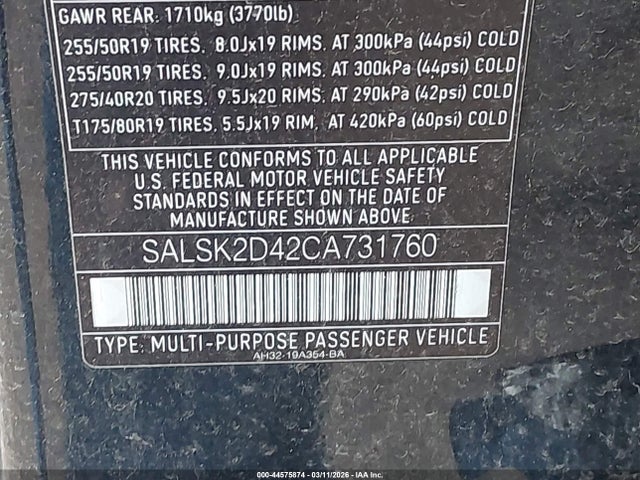 GAWR REAR: 1710kg (3770lb)
255/50R19 TIRES, 8.0Jx19 RIMS, AT 300kPa (44psi) COLD
255/50R19 TIRES, 9.0Jx19 RIMS, AT 300kPa (44psi) COLD
275/40R20 TIRES, 9.5Jx20 RIMS, AT 290kPa (42psi) COLD
T175/80R19 TIRES, 5.5Jx19 RIM, AT 420kPa (60psi) COLD
THIS VEHICLE CONFORMS TO ALL APPLICABLE
U.S. FEDERAL MOTOR VEHICLE SAFETY
STANDARDS IN EFFECT ON THE DATE OF
MANUFACTURE SHOWN ABOVE.
SALSK2D42CA731760
TYPE: MULTI-PURPOSE PASSENGER VEHICLE
AH32-19A354-BA
000-44575874 - 03/11/2026 - IAA Inc.